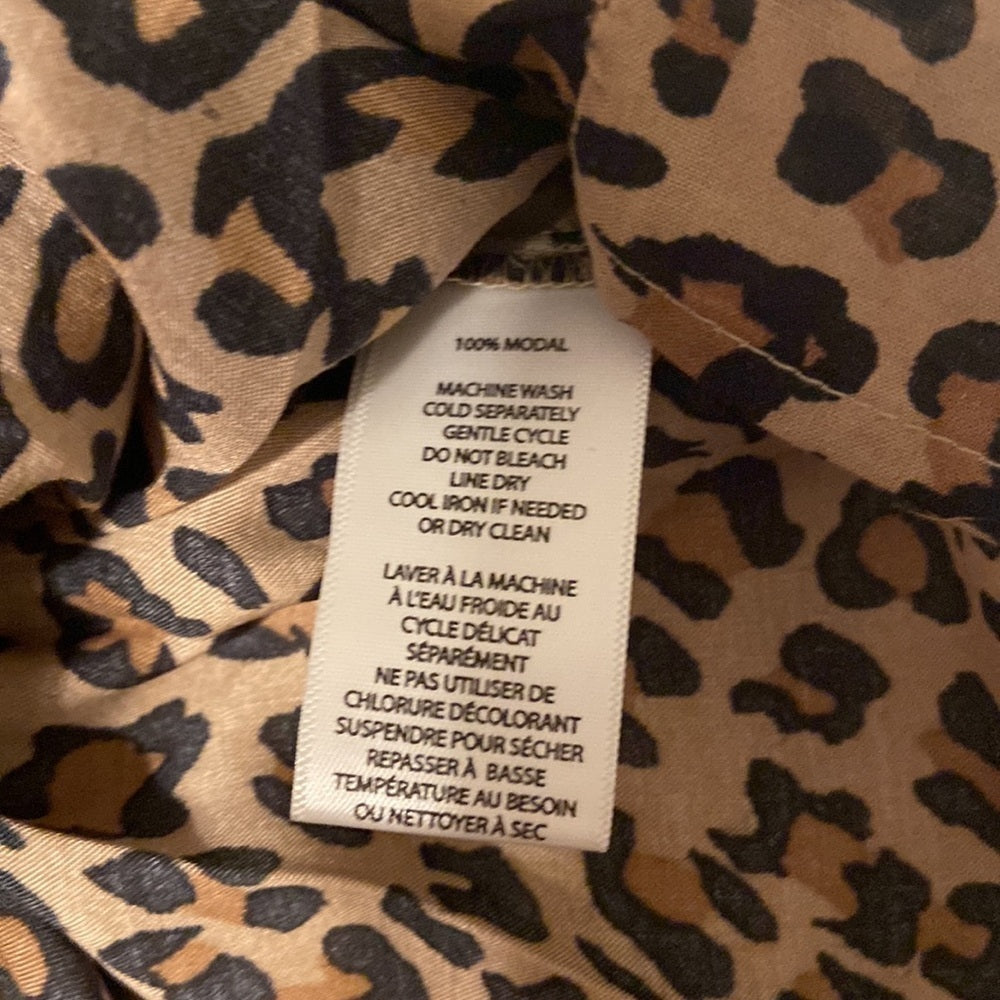 100% MODAL
MACHINE WASH
COLD SEPARATELY
GENTLE CYCLE
DO NOT BLEACH
LINE DRY
COOL IRON IF NEEDED
OR DRY CLEAN
LAVER À LA MACHINE
À L'EAU FROIDE AU
CYCLE DÉLICAT
SÉPARÉMENT
NE PAS UTILISER DE
CHLORURE DÉCOLORANT
SUSPENDRE POUR SÉCHER
REPASSER À BASSE
TEMPÉRATURE AU BESOIN
OU NETTOYER À SEC